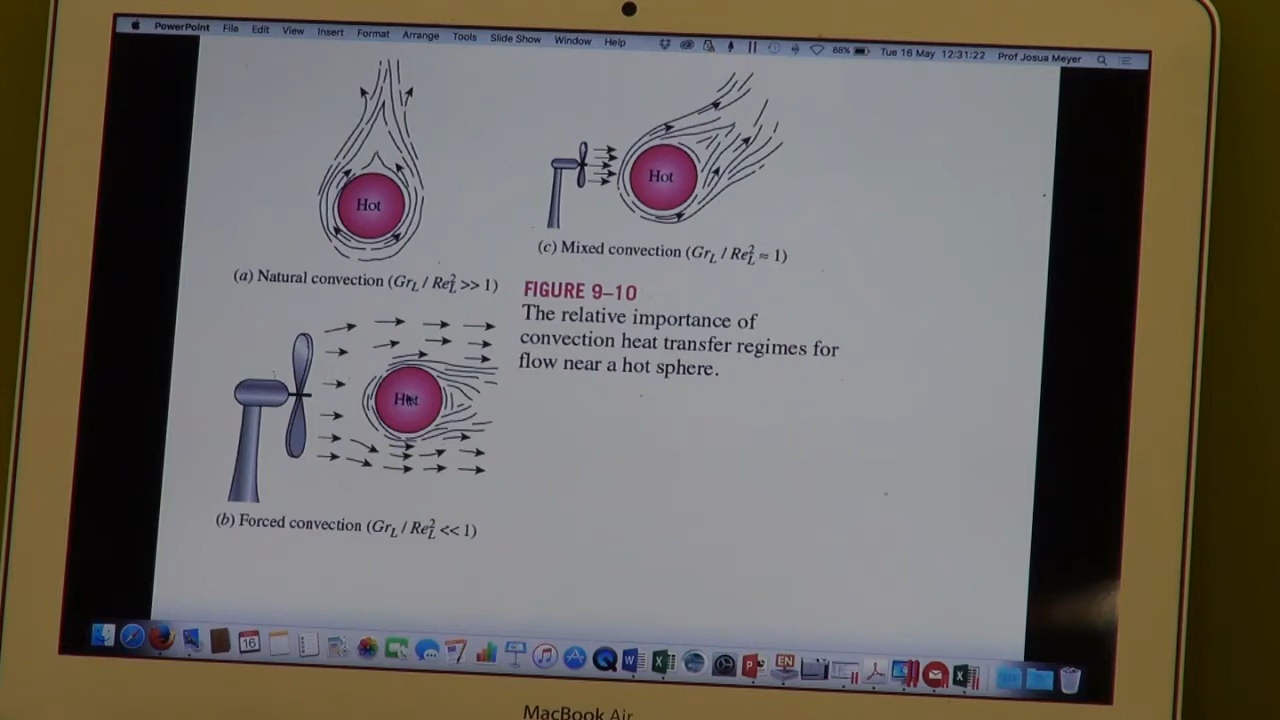 PowerPoint File Edit View Insert Format Arrange Tools Slide Show Window Help 88% Tue 16 May 12:31:22 Prof Josua Meyer
Hot
(a) Natural convection (Gr_L / Re_L^2 >> 1)
Hot
(c) Mixed convection (Gr_L / Re_L^2 ≈ 1)
FIGURE 9–10
The relative importance of
convection heat transfer regimes for
flow near a hot sphere.
Hot
(b) Forced convection (Gr_L / Re_L^2 << 1)
16
EN
MacBook Air